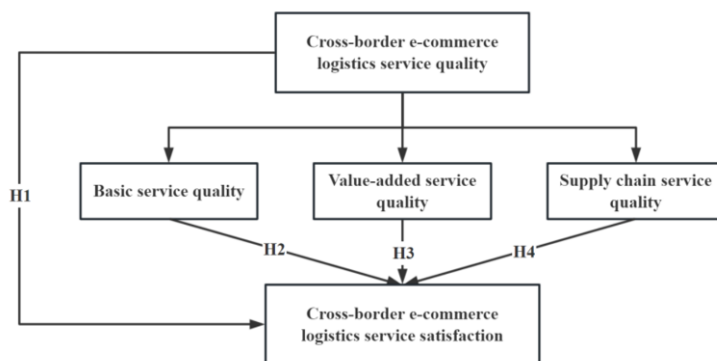 Cross-border e-commerce
logistics service quality
H1
Basic service quality
Value-added service
quality
Supply chain service
quality
H2
H3
H4
Cross-border e-commerce
logistics service satisfaction